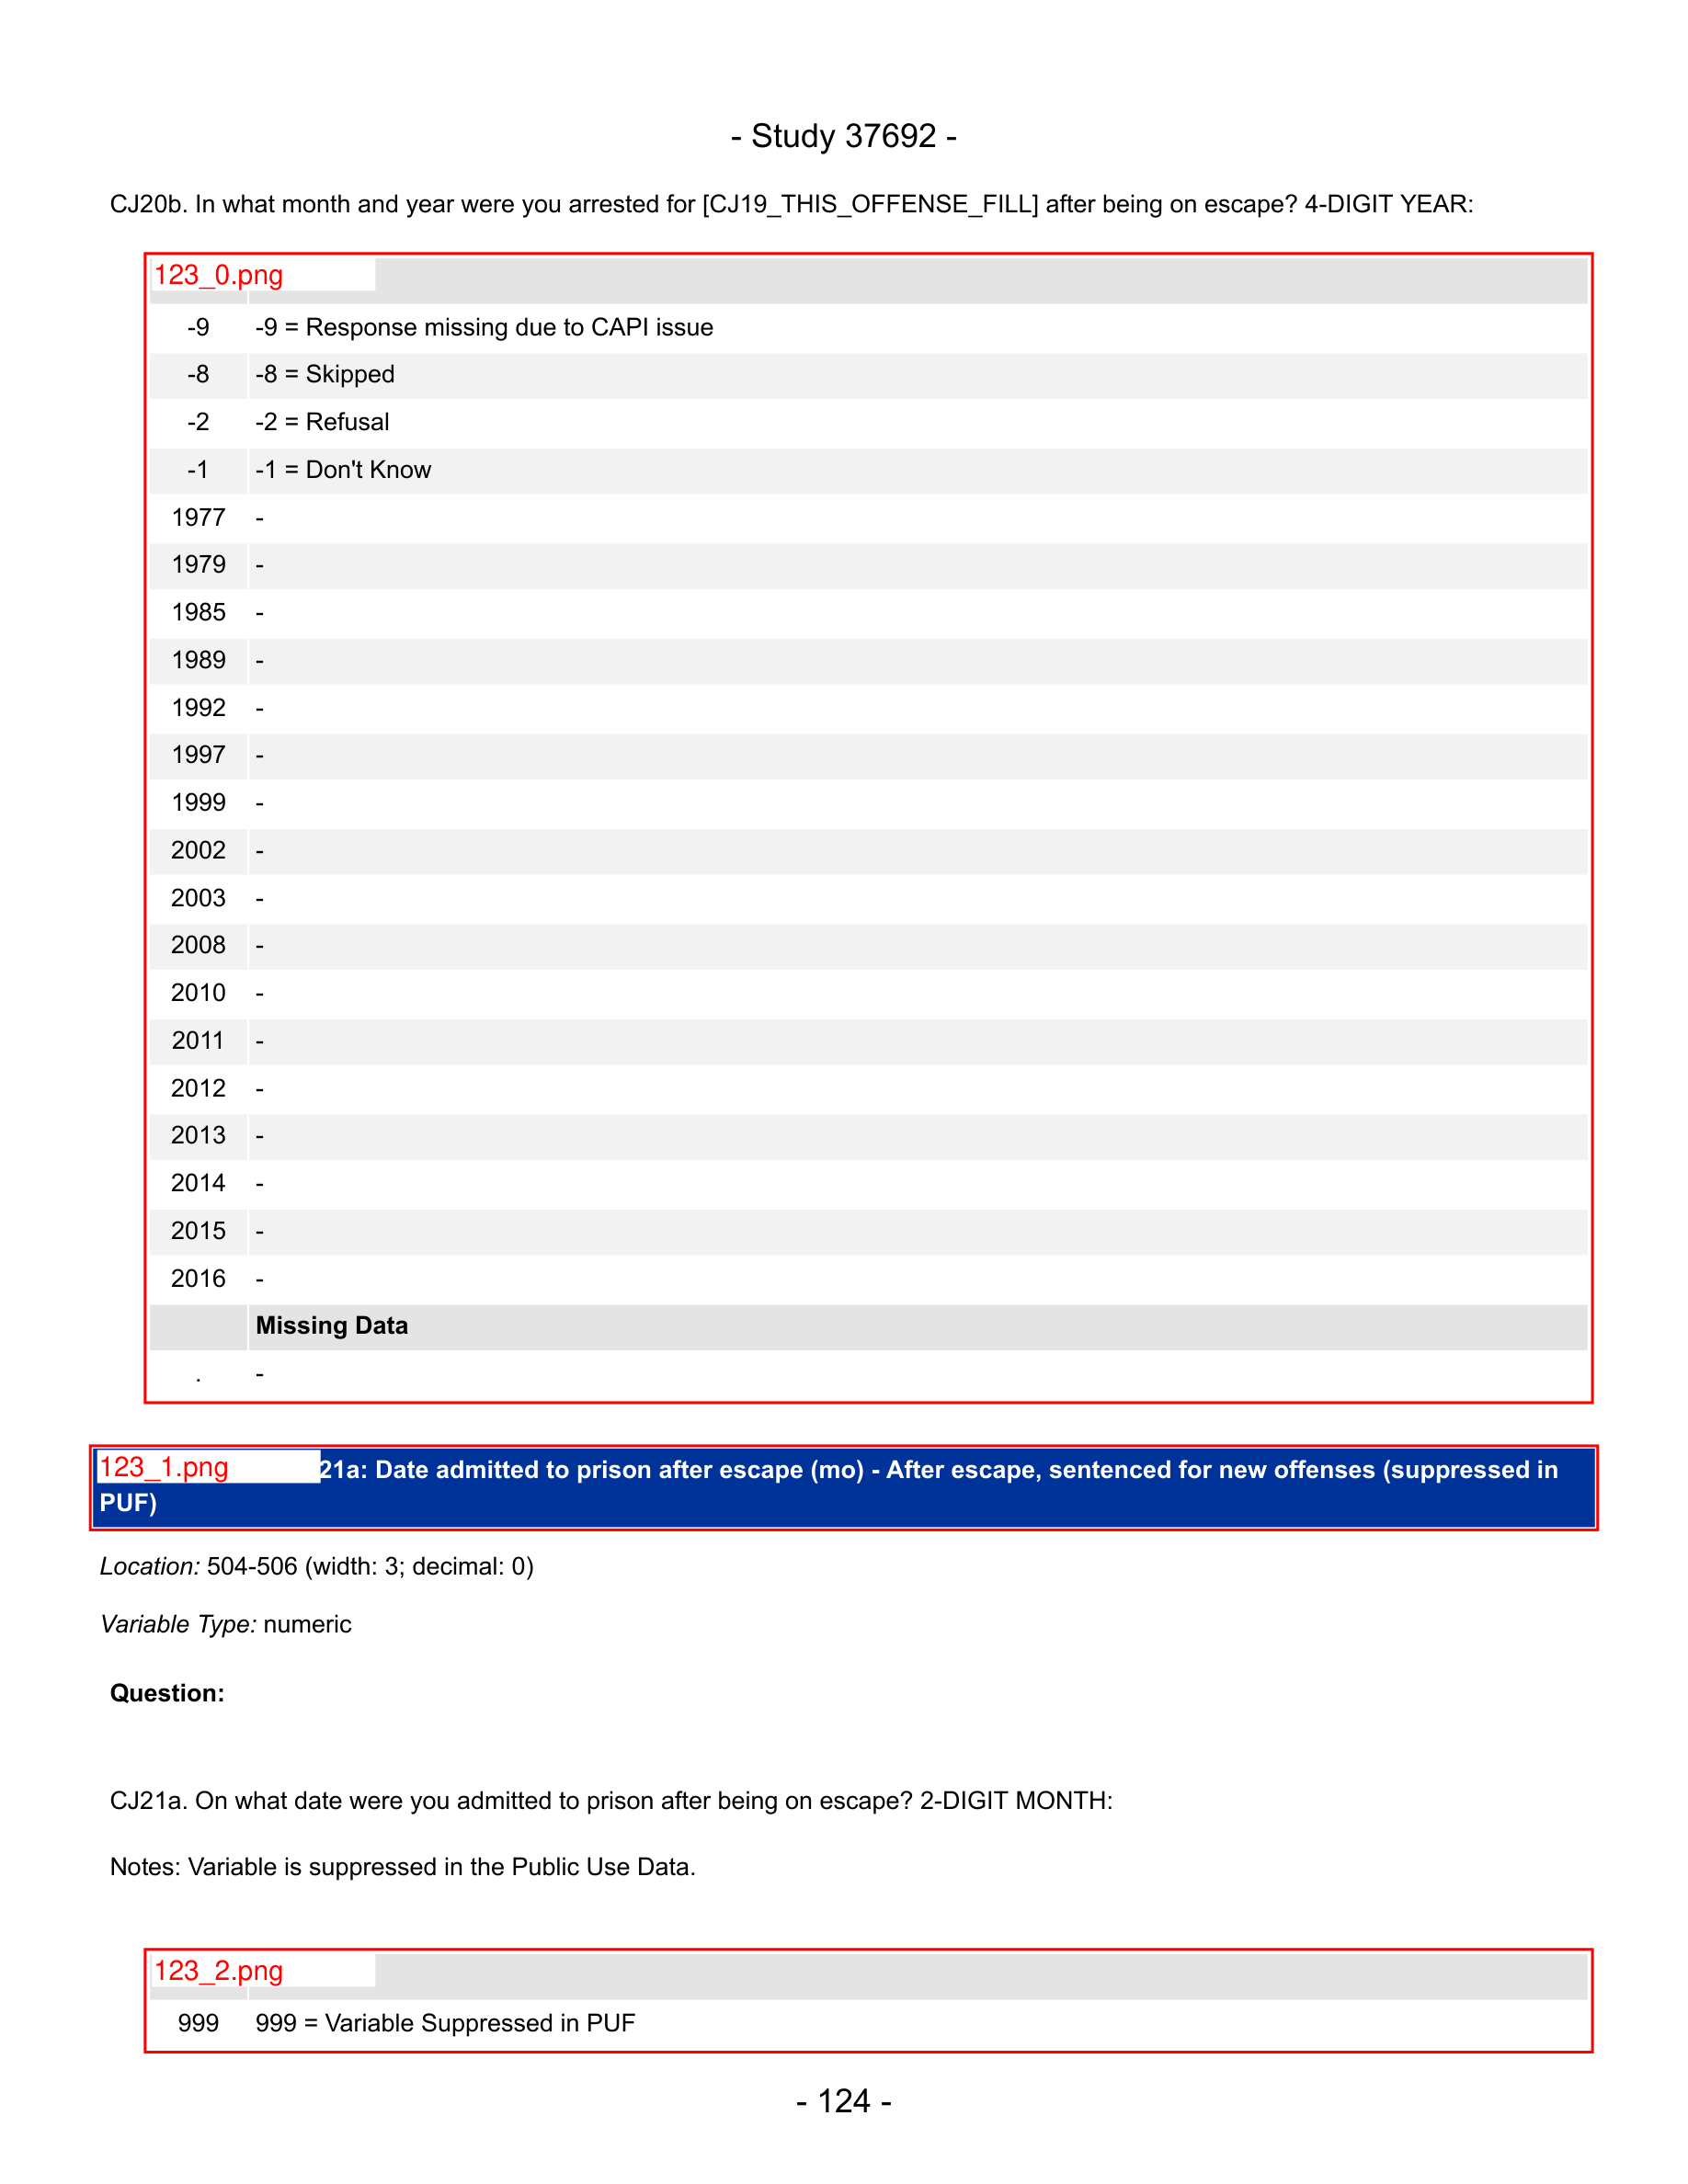 - Study 37692 -
CJ20b. In what month and year were you arrested for [CJ19_THIS_OFFENSE_FILL] after being on escape? 4-DIGIT YEAR:
123_0.png
-9 -9 = Response missing due to CAPI issue
-8 -8 = Skipped
-2 -2 = Refusal
-1 -1 = Don't Know
1977 -
1979 -
1985 -
1989 -
1992 -
1997 -
1999 -
2002 -
2003 -
2008 -
2010 -
2011 -
2012 -
2013 -
2014 -
2015 -
2016 -
Missing Data
. -
123_1.png 21a: Date admitted to prison after escape (mo) - After escape, sentenced for new offenses (suppressed in
PUF)
Location: 504-506 (width: 3; decimal: 0)
Variable Type: numeric
Question:
CJ21a. On what date were you admitted to prison after being on escape? 2-DIGIT MONTH:
Notes: Variable is suppressed in the Public Use Data.
123_2.png
999 999 = Variable Suppressed in PUF
- 124 -